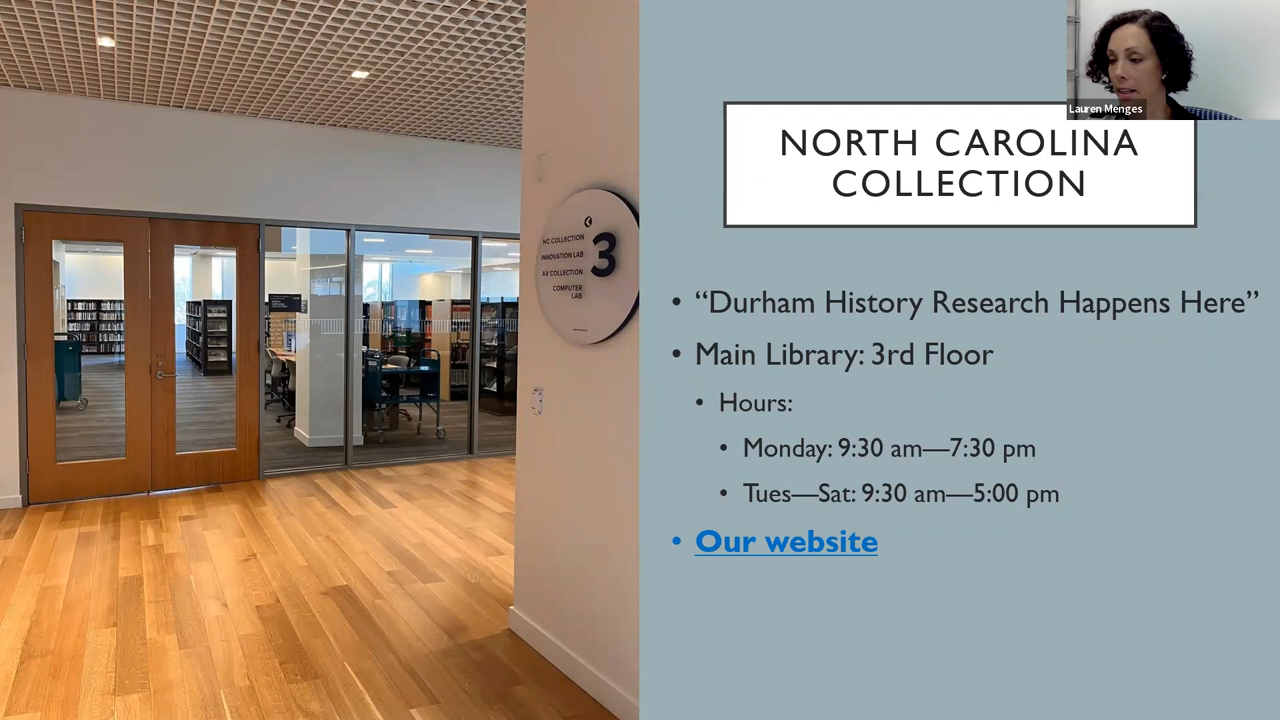 Lauren Menges
NORTH CAROLINA
COLLECTION
NC COLLECTION
INNOVATION LAB
AV COLLECTION
COMPUTER
LAB
3
• “Durham History Research Happens Here”
• Main Library: 3rd Floor
• Hours:
• Monday: 9:30 am—7:30 pm
• Tues—Sat: 9:30 am—5:00 pm
• Our website